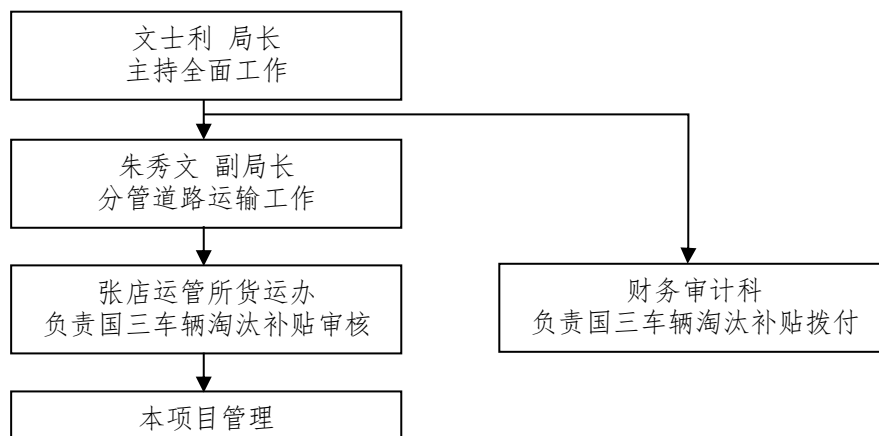 文士利 局长
主持全面工作
朱秀文 副局长
分管道路运输工作
张店运管所货运办
负责国三车辆淘汰补贴审核
财务审计科
负责国三车辆淘汰补贴拨付
本项目管理